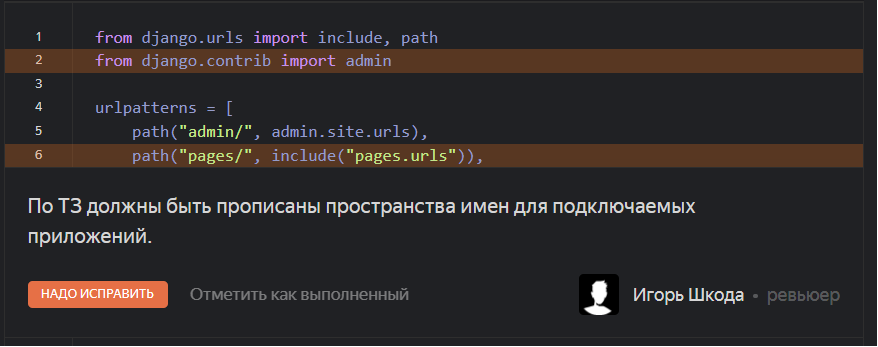 1 from django.urls import include, path
2 from django.contrib import admin
3
4 urlpatterns = [
5 path("admin/", admin.site.urls),
6 path("pages/", include("pages.urls")),
По ТЗ должны быть прописаны пространства имен для подключаемых
приложений.
НАДО ИСПРАВИТЬ Отметить как выполненный Игорь Шкода • ревьюер